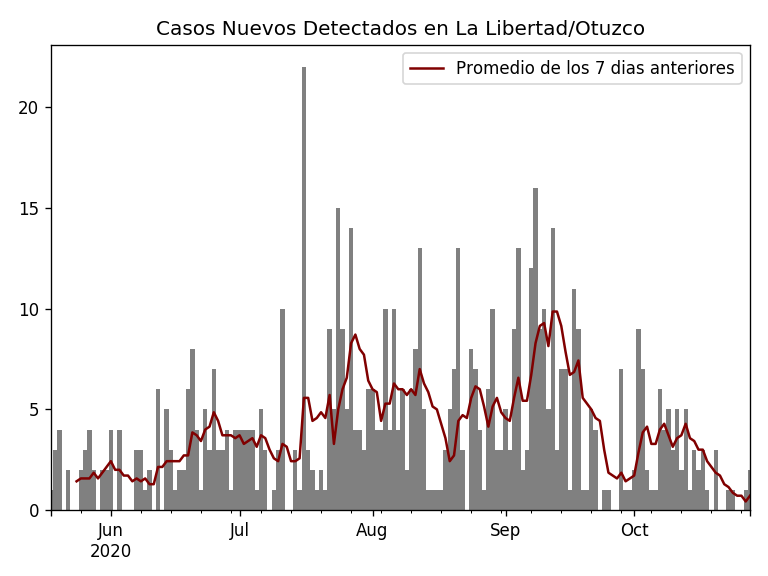 Casos Nuevos Detectados en La Libertad/Otuzco
Promedio de los 7 dias anteriores
20
15
10
5
0
Jun Jul Aug Sep Oct
2020